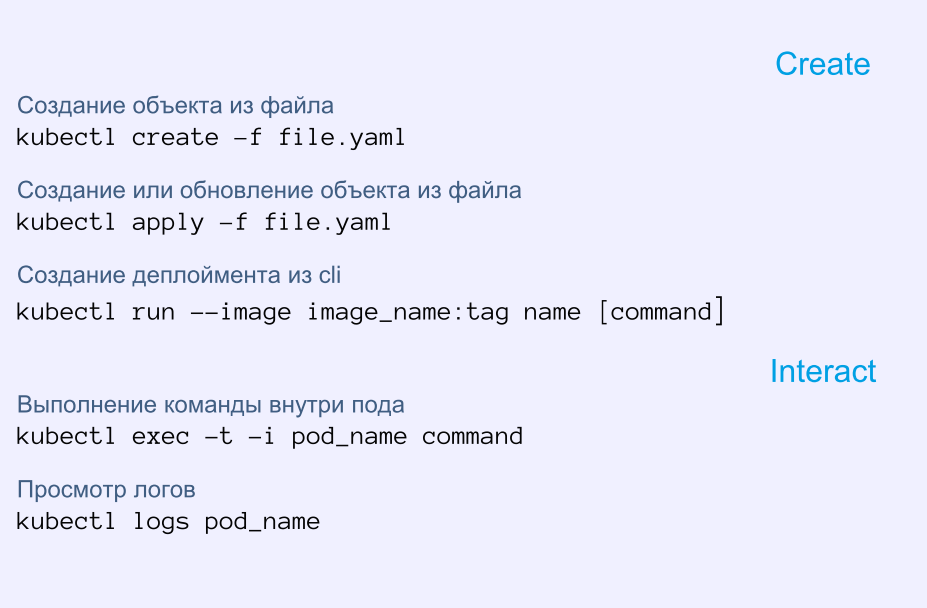 Create
Создание объекта из файла
kubectl create -f file.yaml
Создание или обновление объекта из файла
kubectl apply -f file.yaml
Создание деплоймента из cli
kubectl run --image image_name:tag name [command]
Interact
Выполнение команды внутри пода
kubectl exec -t -i pod_name command
Просмотр логов
kubectl logs pod_name